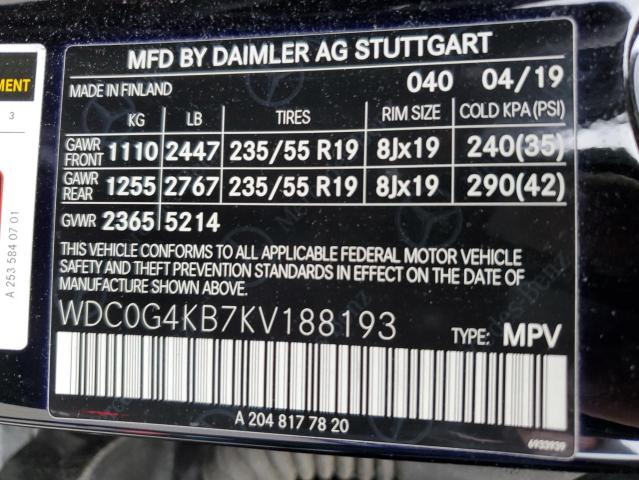 MFD BY DAIMLER AG STUTTGART
MADE IN FINLAND 040 04/19
KG LB TIRES RIM SIZE COLD KPA(PSI)
GAWR FRONT 1110 2447 235/55 R19 8Jx19 240(35)
GAWR REAR 1255 2767 235/55 R19 8Jx19 290(42)
GVWR 2365 5214
THIS VEHICLE CONFORMS TO ALL APPLICABLE FEDERAL MOTOR VEHICLE
SAFETY AND THEFT PREVENTION STANDARDS IN EFFECT ON THE DATE OF
MANUFACTURE SHOWN ABOVE.
WDC0G4KB7KV188193 TYPE: MPV
A 204 817 78 20
6933939
3
A 253 584 07 01